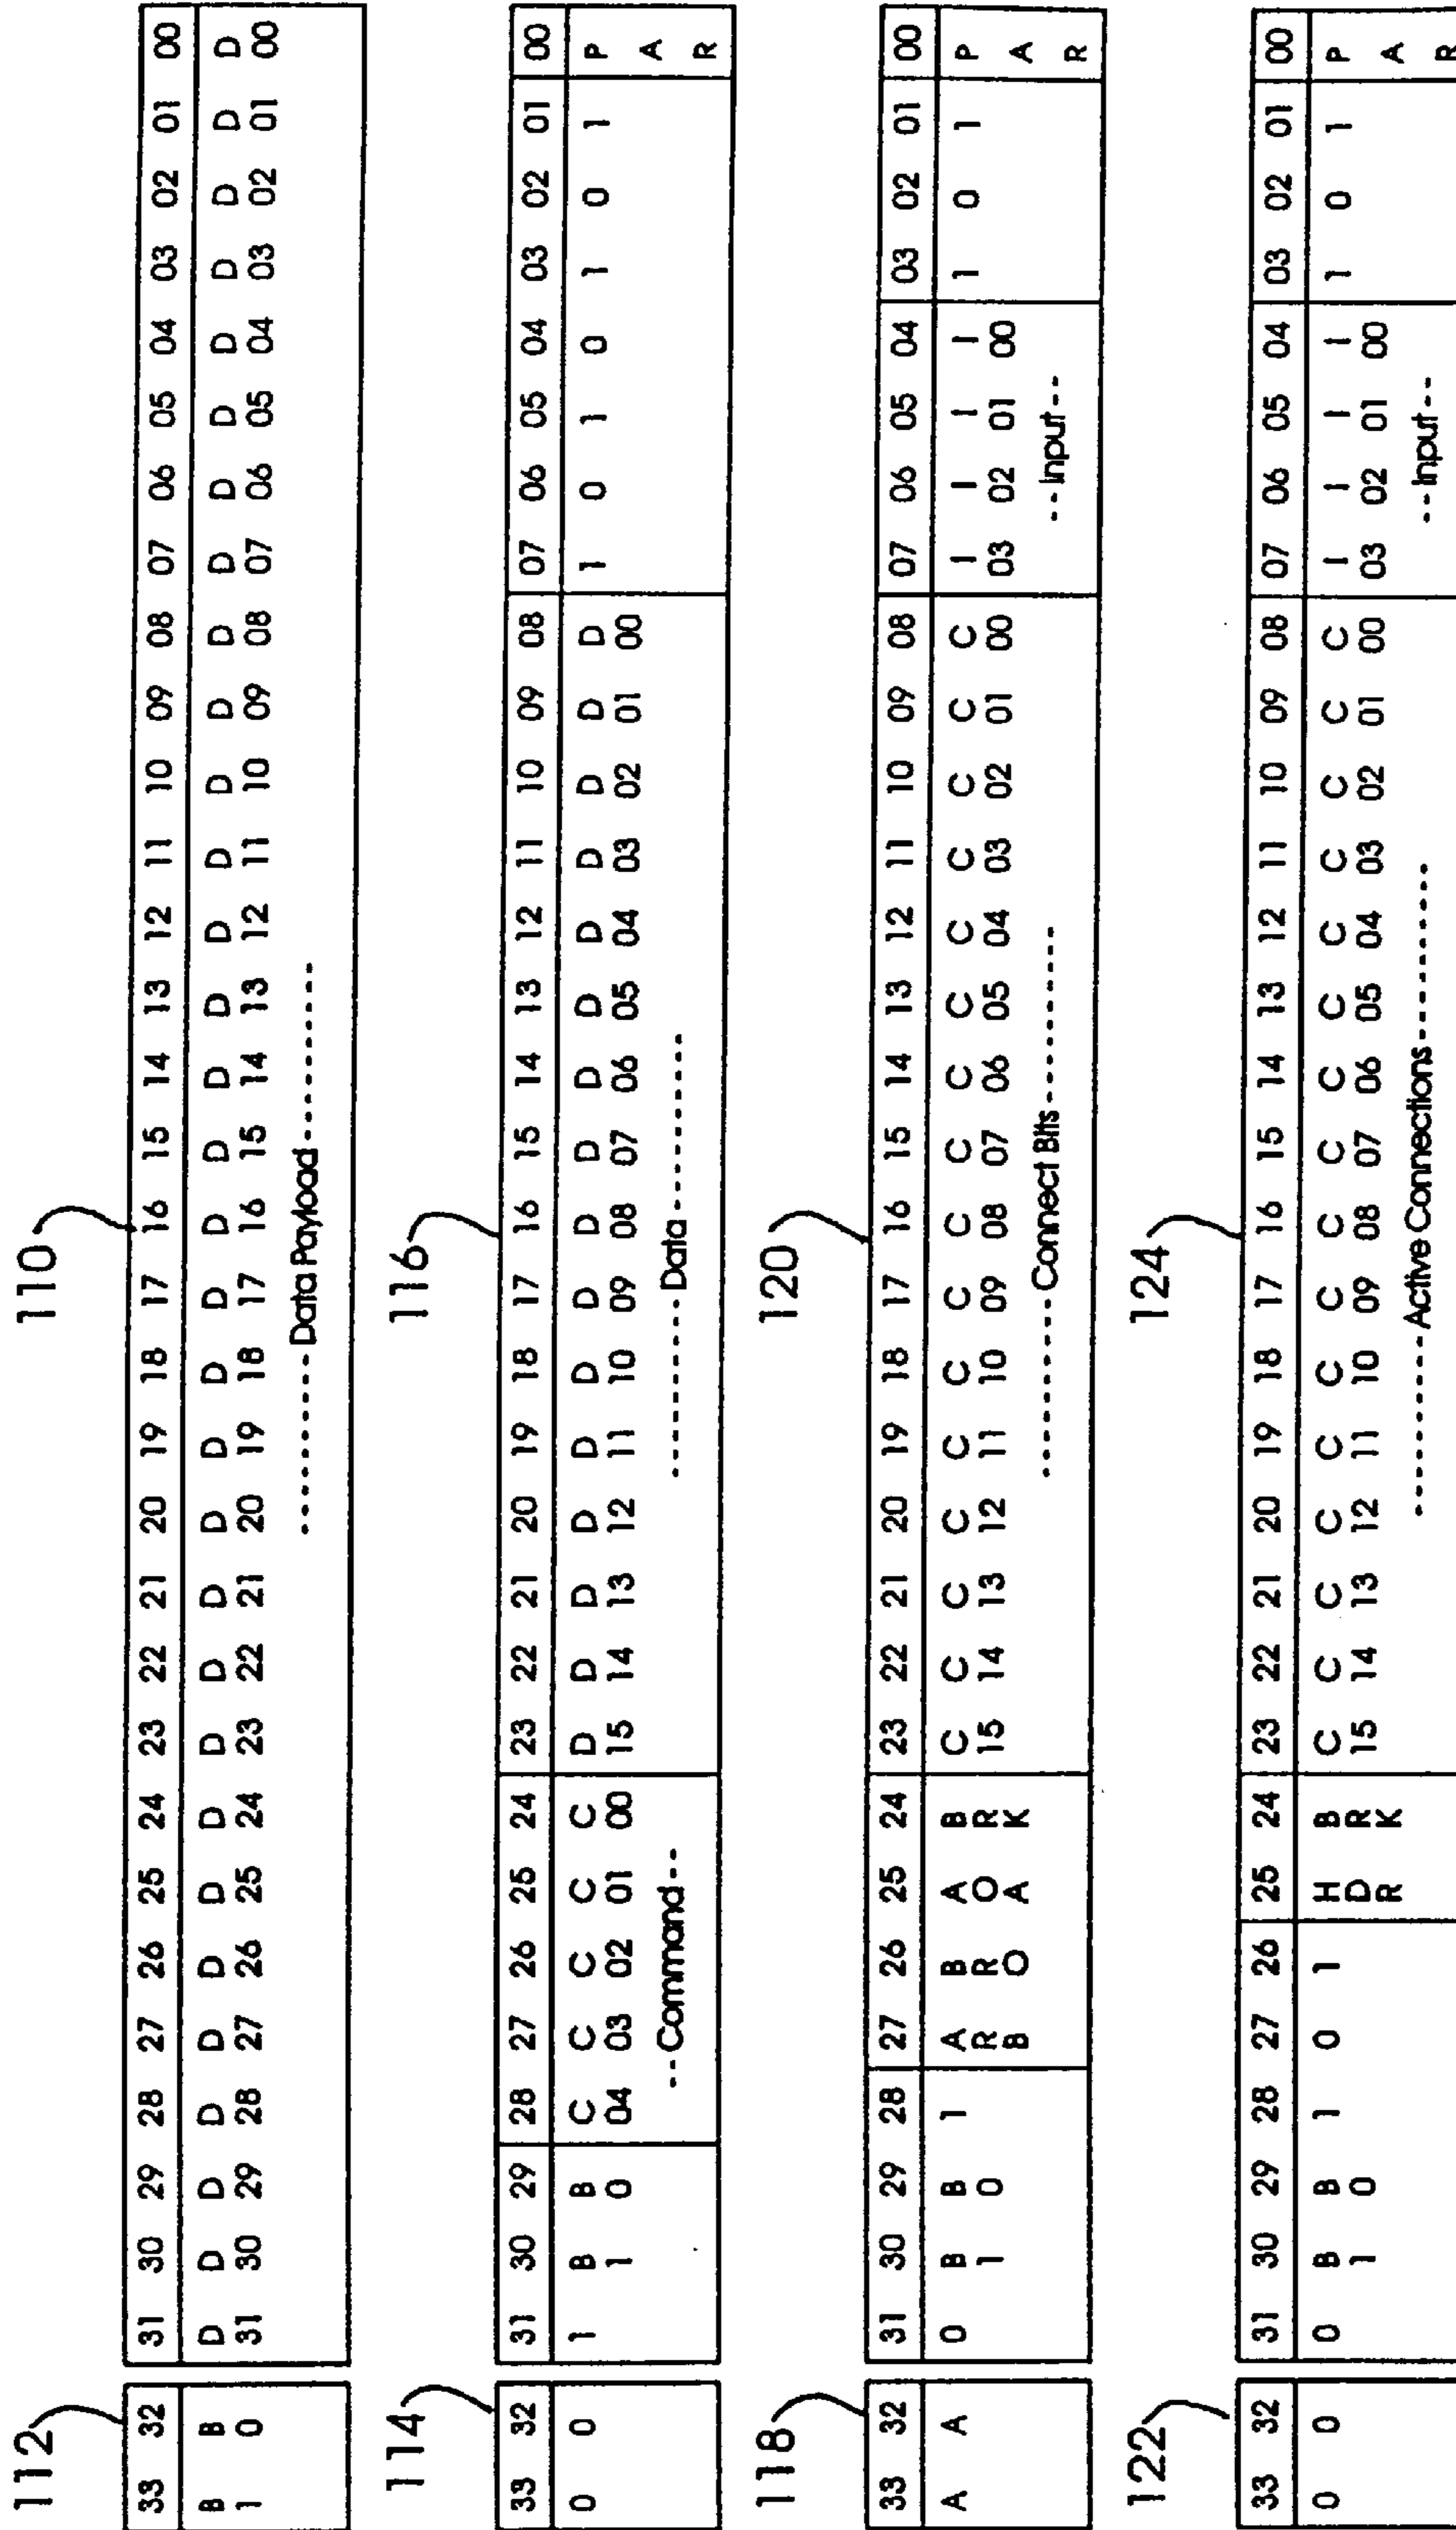 112 110
33 32 31 30 29 28 27 26 25 24 23 22 21 20 19 18 17 16 15 14 13 12 11 10 09 08 07 06 05 04 03 02 01 00
B B D D D D D D D D D D D D D D D D D D D D D D D D D D D D D D D D
1 0 31 30 29 28 27 26 25 24 23 22 21 20 19 18 17 16 15 14 13 12 11 10 09 08 07 06 05 04 03 02 01 00
---------- Data Payload ----------
114 116
33 32 31 30 29 28 27 26 25 24 23 22 21 20 19 18 17 16 15 14 13 12 11 10 09 08 07 06 05 04 03 02 01 00
0 0 1 B B C C C C C D D D D D D D D D D D D D D D D 1 0 1 0 1 0 1 P
1 0 04 03 02 01 00 15 14 13 12 11 10 09 08 07 06 05 04 03 02 01 00 A
--Command-- ---------- Data ---------- R
118 120
33 32 31 30 29 28 27 26 25 24 23 22 21 20 19 18 17 16 15 14 13 12 11 10 09 08 07 06 05 04 03 02 01 00
A A 0 B B 1 A B A B C C C C C C C C C C C C C C C C I I I I 1 0 1 P
1 0 R R O R 15 14 13 12 11 10 09 08 07 06 05 04 03 02 01 00 03 02 01 00 A
B O A K ---------- Connect Bits ---------- --Input-- R
122 124
33 32 31 30 29 28 27 26 25 24 23 22 21 20 19 18 17 16 15 14 13 12 11 10 09 08 07 06 05 04 03 02 01 00
0 0 0 B B 1 0 1 H B C C C C C C C C C C C C C C C C I I I I 1 0 1 P
1 0 D R 15 14 13 12 11 10 09 08 07 06 05 04 03 02 01 00 03 02 01 00 A
R K ---------- Active Connections ---------- --Input-- R